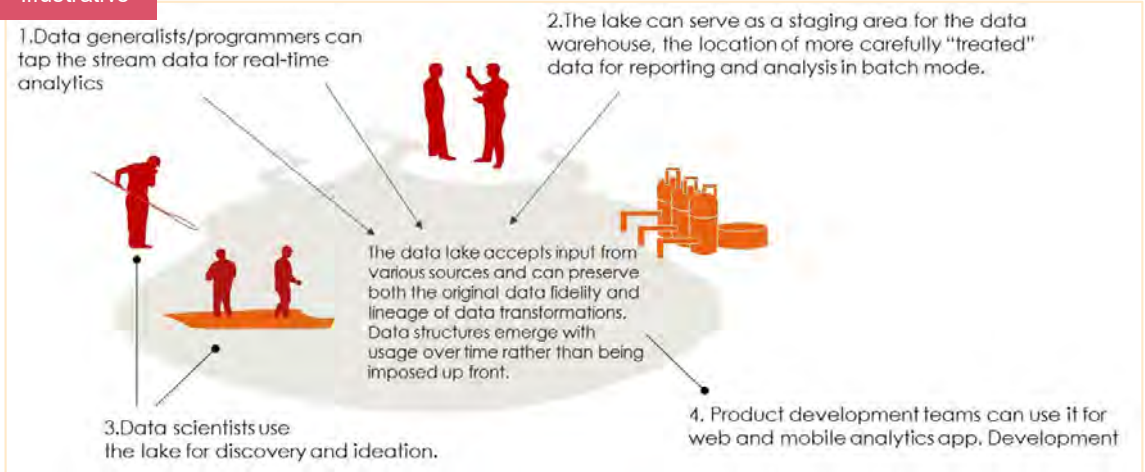 Illustrative
1.Data generalists/programmers can
tap the stream data for real-time
analytics
2.The lake can serve as a staging area for the data
warehouse, the location of more carefully “treated”
data for reporting and analysis in batch mode.
The data lake accepts input from
various sources and can preserve
both the original data fidelity and
lineage of data transformations.
Data structures emerge with
usage over time rather than being
imposed up front.
3.Data scientists use
the lake for discovery and ideation.
4. Product development teams can use it for
web and mobile analytics app. Development